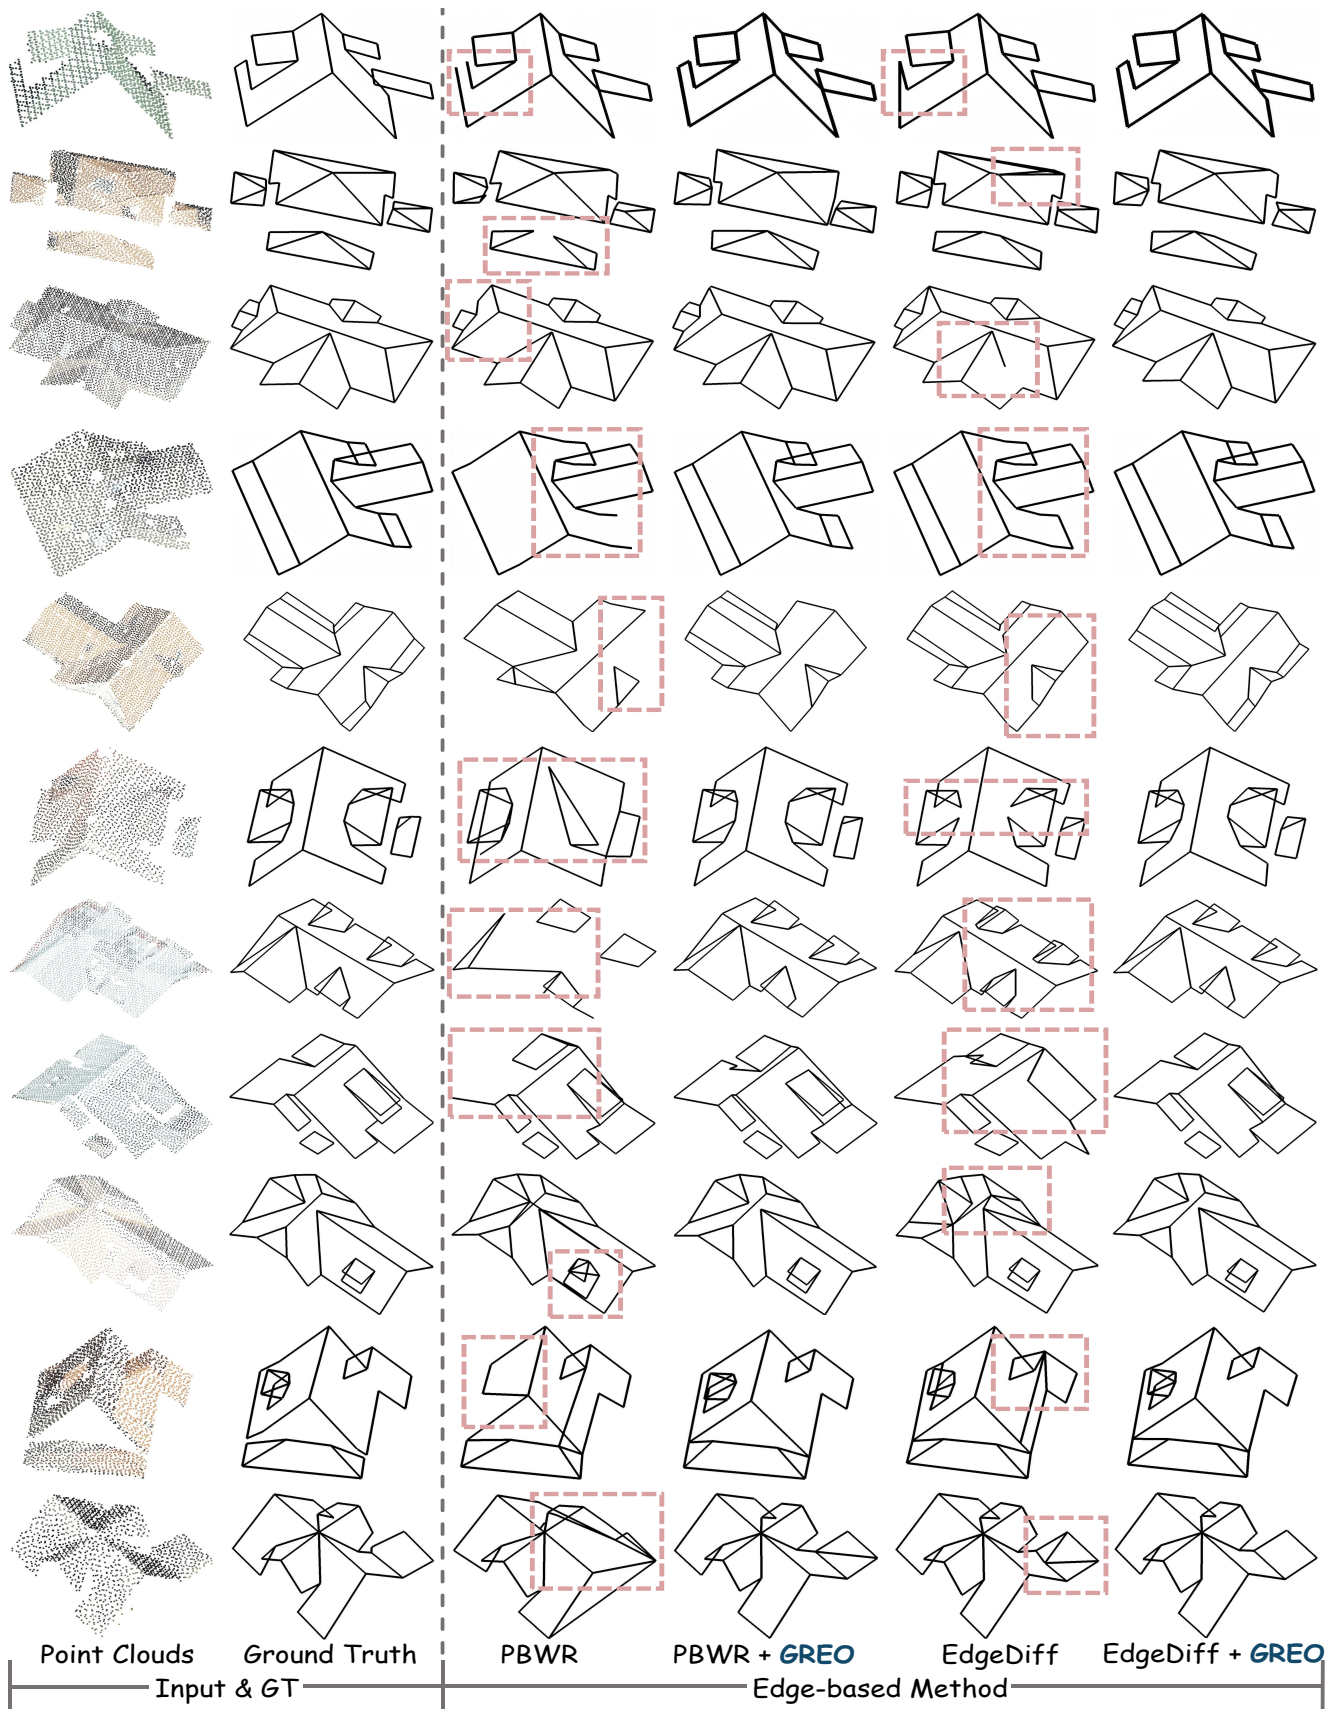 Point Clouds Ground Truth PBWR PBWR + GREO EdgeDiff EdgeDiff + GREO
Input & GT Edge-based Method